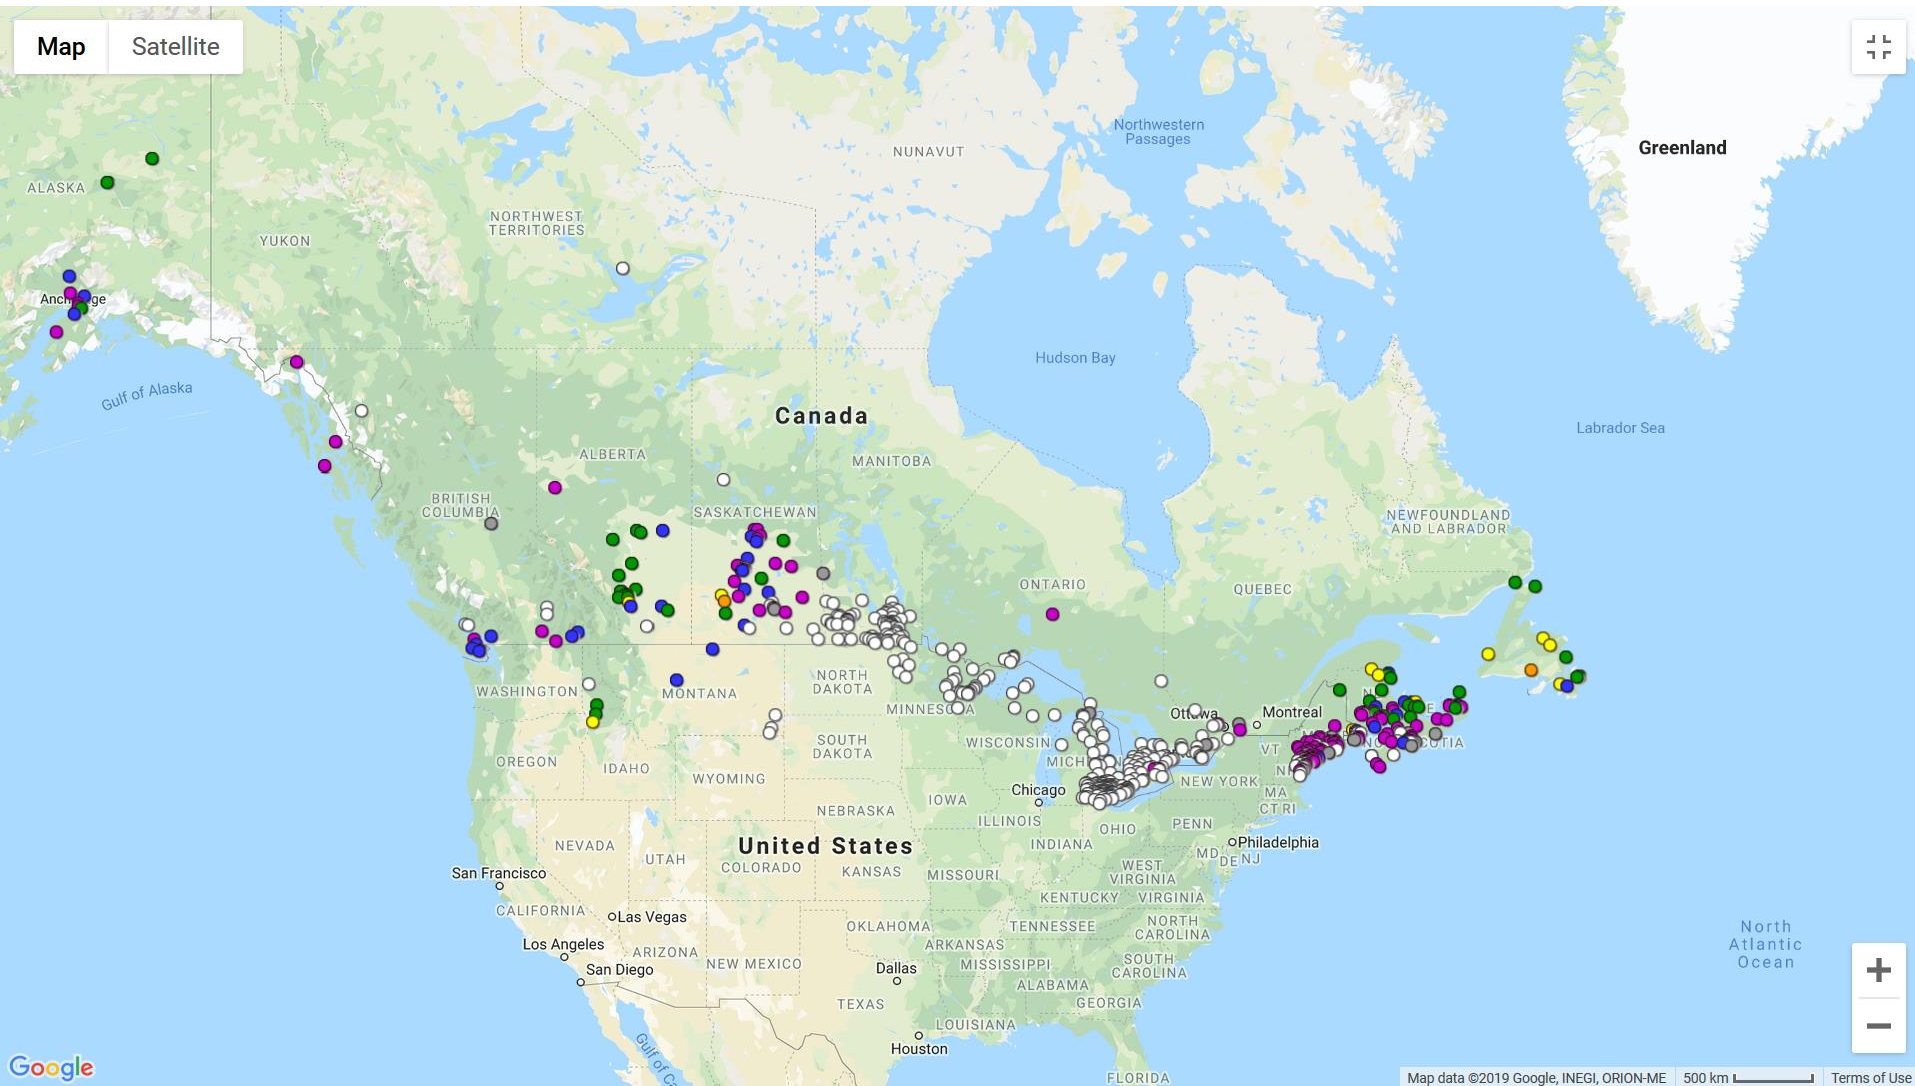 Map
Satellite
Northwestern
Passages
Greenland
NUNAVUT
ALASKA
NORTHWEST
TERRITORIES
YUKON
Hudson Bay
Gulf of Alaska
Canada
Labrador Sea
ALBERTA
MANITOBA
BRITISH
COLUMBIA
SASKATCHEWAN
NEWFOUNDLAND
AND LABRADOR
ONTARIO
QUEBEC
NORTH
DAKOTA
WASHINGTON
MONTANA
Ottawa
Montreal
WISCONSIN
SOUTH
DAKOTA
VT
OREGON
IDAHO
WYOMING
NEW YORK
Chicago
IOWA
MA
CT
RI
NEBRASKA
ILLINOIS
PENN
OHIO
NEVADA
United States
INDIANA
Philadelphia
UTAH
MD
DE
NJ
COLORADO
KANSAS
MISSOURI
WEST
VIRGINIA
San Francisco
KENTUCKY
VIRGINIA
CALIFORNIA
Las Vegas
OKLAHOMA
TENNESSEE
NORTH
CAROLINA
Los Angeles
ARIZONA
NEW MEXICO
ARKANSAS
MISSISSIPPI
SOUTH
CAROLINA
North
Atlantic
Ocean
San Diego
Dallas
ALABAMA
TEXAS
GEORGIA
LOUISIANA
Houston
Gulf of
FLORIDA
Google
Map data ©2019 Google, INEGI, ORION-ME
500 km
Terms of Use